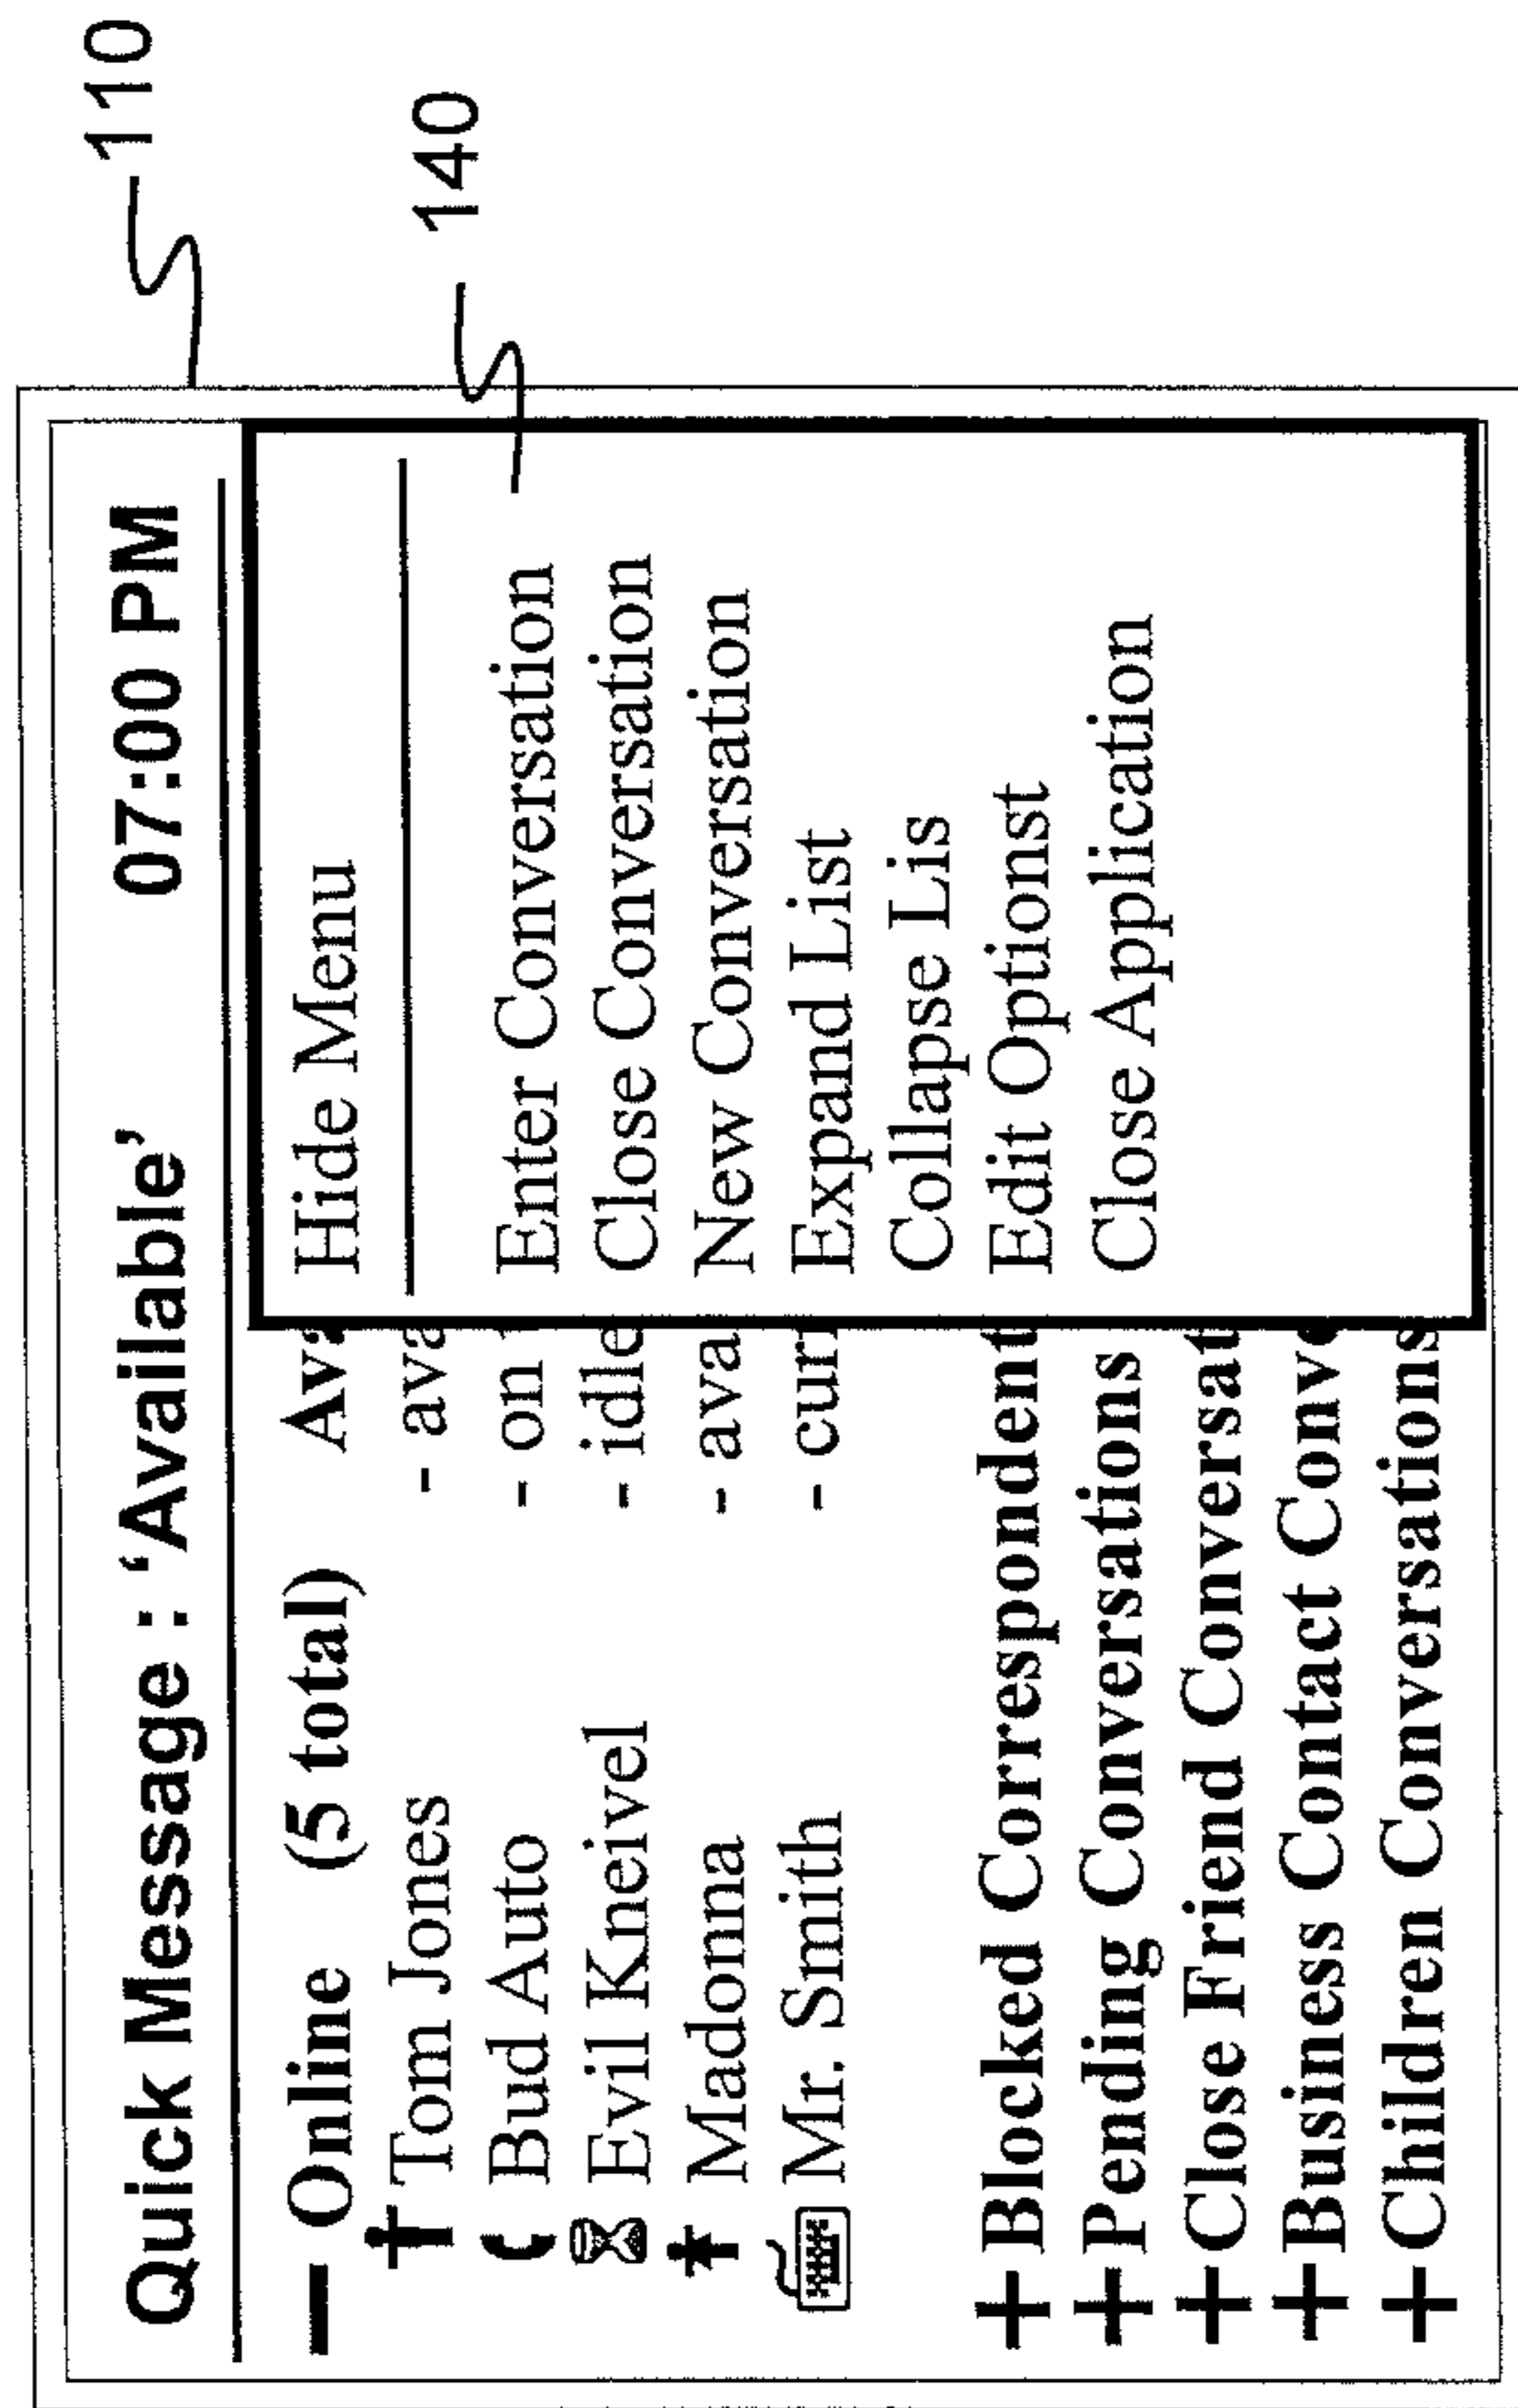 110
140
Quick Message : ‘Available’ 07:00 PM
Online (5 total) Ava
Tom Jones - ava
Bud Auto - on
Evil Kneivel - idle
Madonna - ava
Mr. Smith - curr
+ Blocked Correspondent
+ Pending Conversations
+ Close Friend Conversat
+ Business Contact Conve
+ Children Conversations
Hide Menu
Enter Conversation
Close Conversation
New Conversation
Expand List
Collapse Lis
Edit Optionst
Close Application